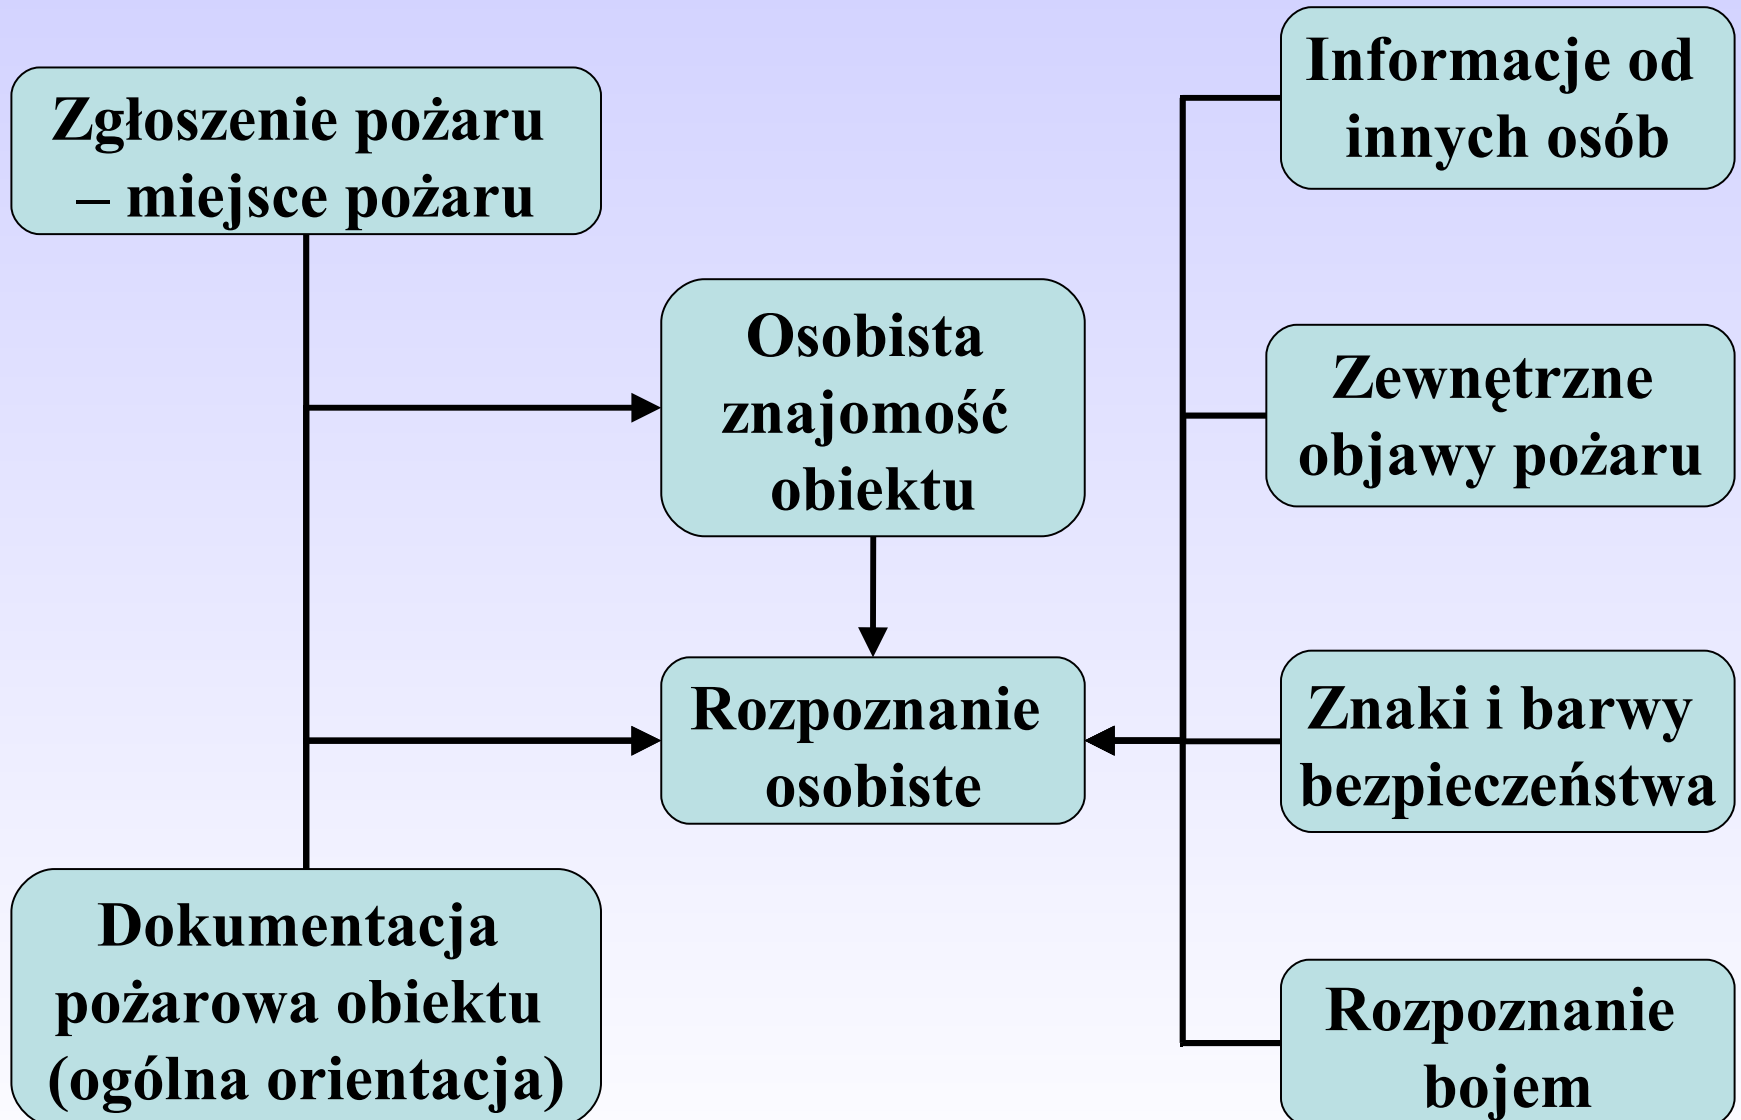 Zgłoszenie pożaru
– miejsce pożaru
Osobista
znajomość
obiektu
Rozpoznanie
osobiste
Dokumentacja
pożarowa obiektu
(ogólna orientacja)
Informacje od
innych osób
Zewnętrzne
objawy pożaru
Znaki i barwy
bezpieczeństwa
Rozpoznanie
bojem